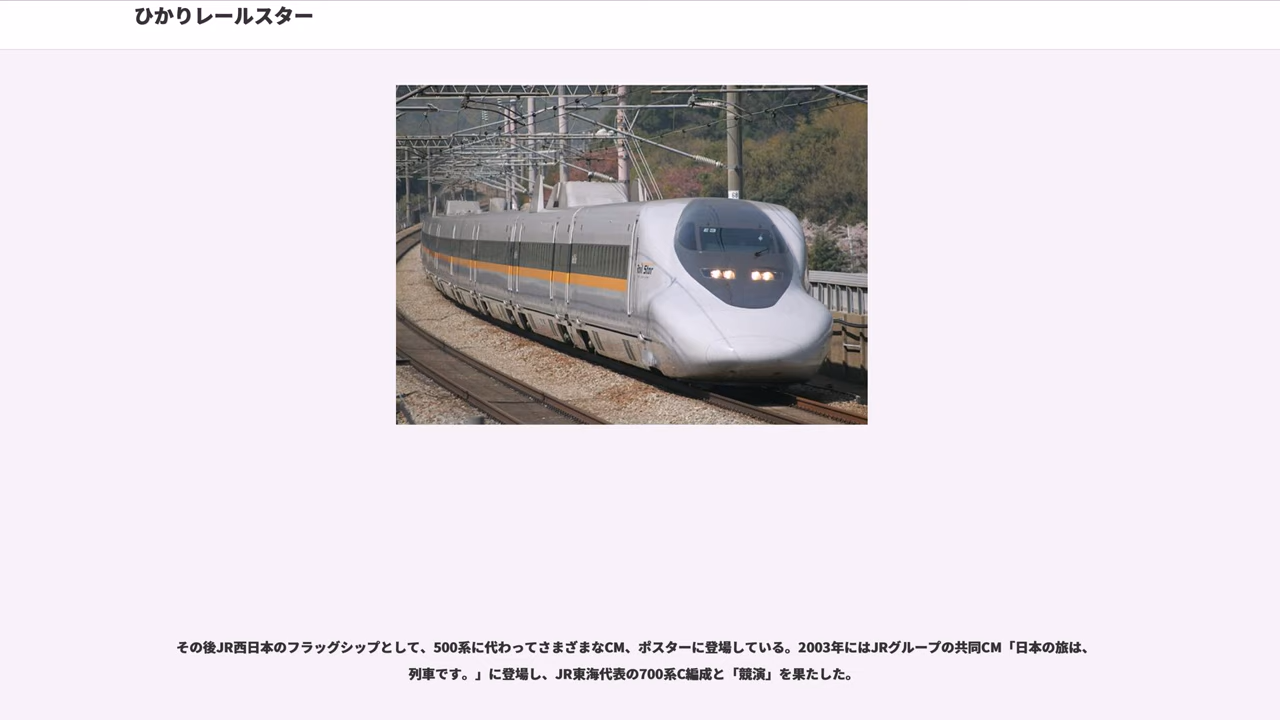 ひかりレールスター
Rail Star
その後JR西日本のフラッグシップとして、500系に代わってさまざまなCM、ポスターに登場している。2003年にはJRグループの共同CM「日本の旅は、
列車です。」に登場し、JR東海代表の700系C編成と「競演」を果たした。